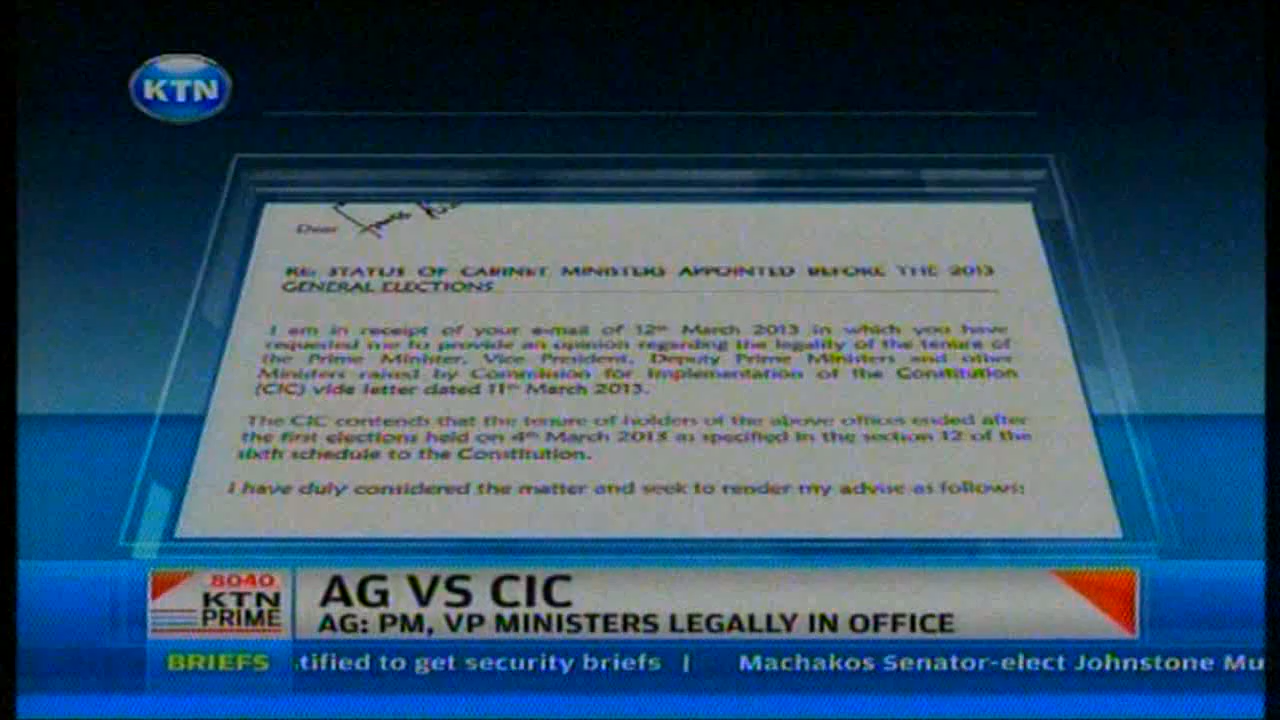 KTN
Dear
RE: STATUS OF CABINET MINISTERS APPOINTED BEFORE THE 2013
GENERAL ELECTIONS
I am in receipt of your e-mail of 12th March 2013 in which you have
requested me to provide an opinion regarding the legality of the tenure of
the Prime Minister, Vice President, Deputy Prime Ministers and other
Ministers raised by Commission for Implementation of the Constitution
(CIC) vide letter dated 11th March 2013.
The CIC contends that the tenure of holders of the above offices ended after
the first elections held on 4th March 2013 as specified in the section 12 of the
sixth schedule to the Constitution.
I have duly considered the matter and seek to render my advise as follows:
8040
KTN
PRIME
AG VS CIC
AG: PM, VP MINISTERS LEGALLY IN OFFICE
BRIEFS .tified to get security briefs | Machakos Senator-elect Johnstone Mu